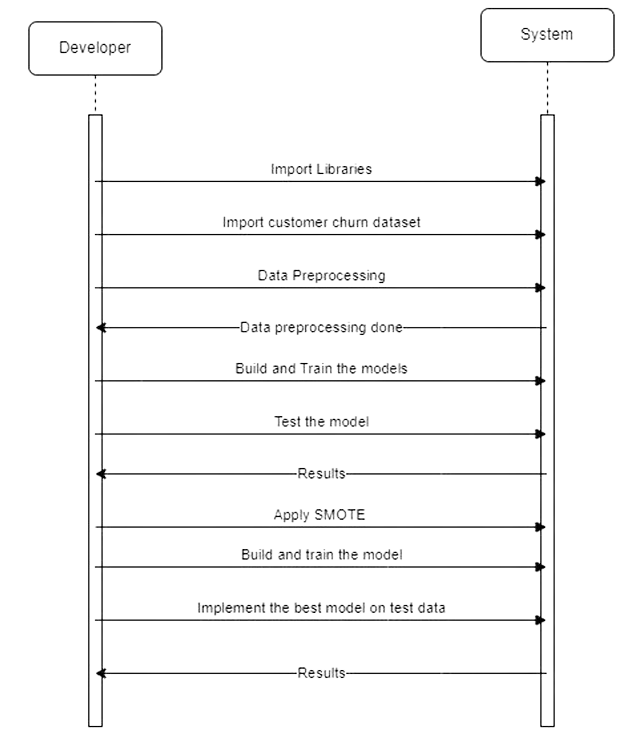 Developer
System
Import Libraries
Import customer churn dataset
Data Preprocessing
Data preprocessing done
Build and Train the models
Test the model
Results
Apply SMOTE
Build and train the model
Implement the best model on test data
Results